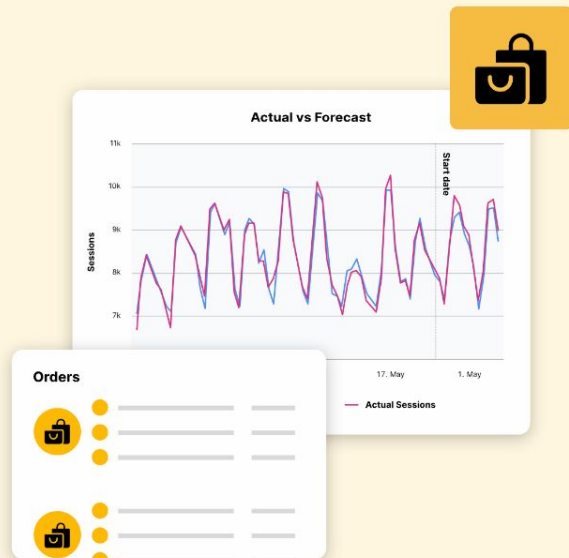 Actual vs Forecast
11k
10k
9k
8k
7k
Sessions
Start date
17. May
1. May
Actual Sessions
Orders